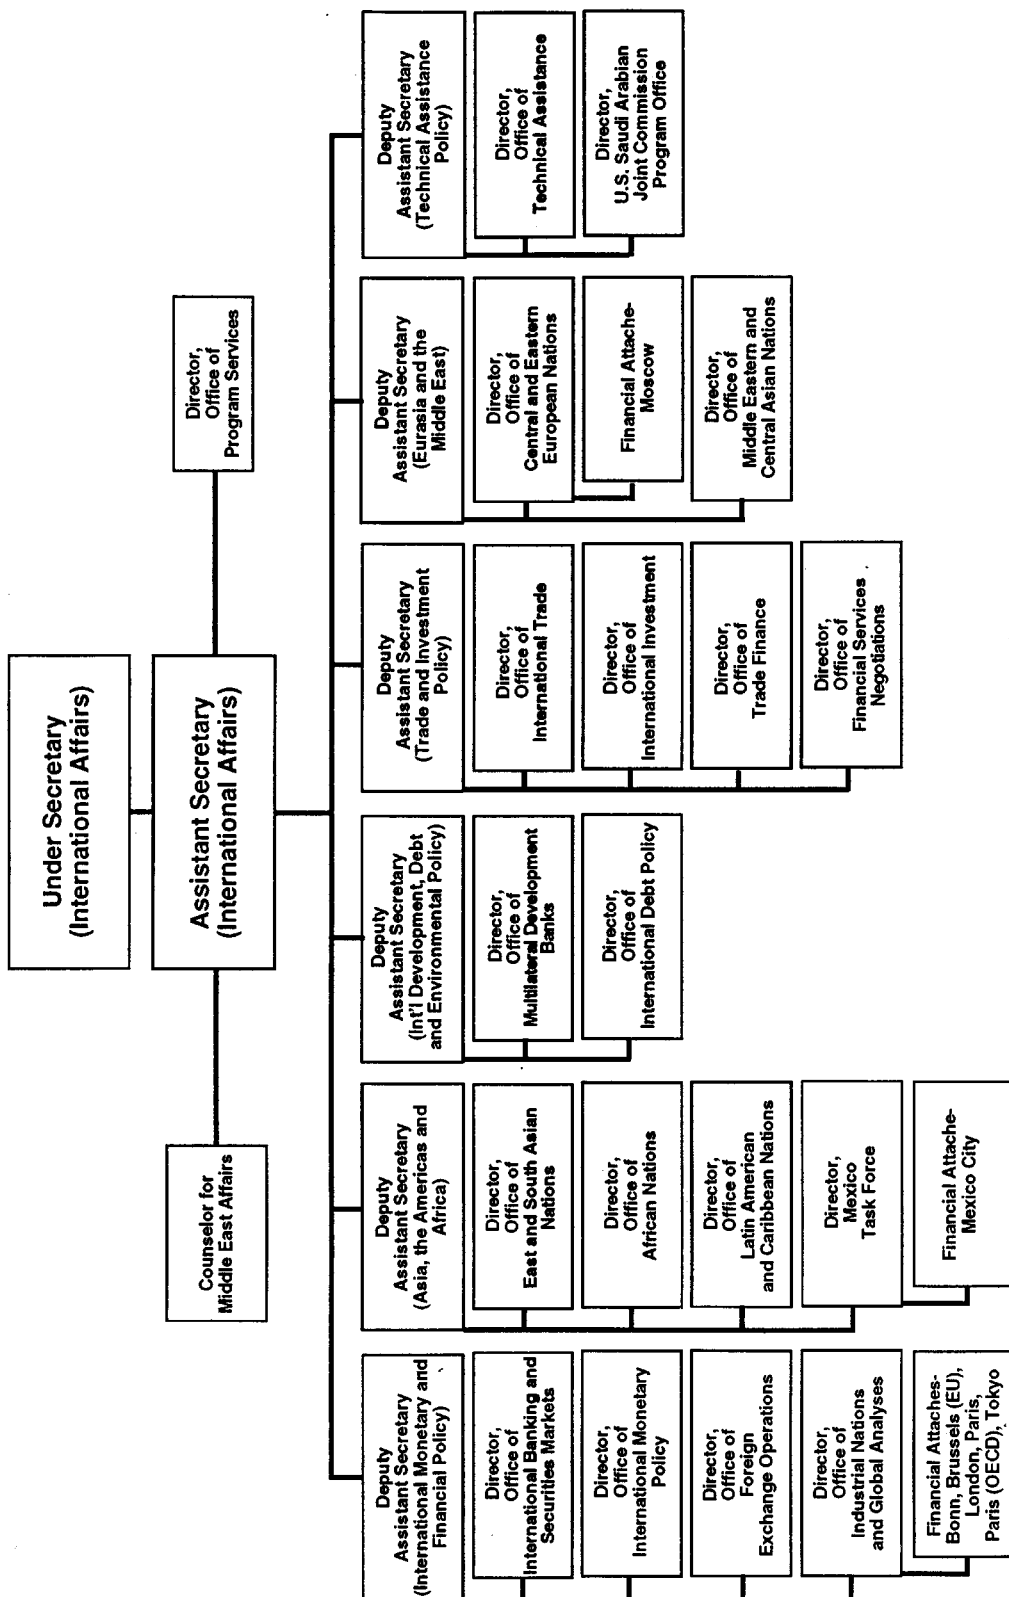 Under Secretary
(International Affairs)
Assistant Secretary
(International Affairs)
Counselor for
Middle East Affairs
Director,
Office of
Program Services
Deputy
Assistant Secretary
(International Monetary and
Financial Policy)
Director,
Office of
International Banking and
Securities Markets
Director,
Office of
International Monetary
Policy
Director,
Office of
Foreign
Exchange Operations
Director,
Office of
Industrial Nations
and Global Analyses
Financial Attaches-
Bonn, Brussels (EU),
London, Paris,
Paris (OECD), Tokyo
Deputy
Assistant Secretary
(Asia, the Americas and
Africa)
Director,
Office of
East and South Asian
Nations
Director,
Office of
African Nations
Director,
Office of
Latin American
and Caribbean Nations
Director,
Mexico
Task Force
Financial Attache-
Mexico City
Deputy
Assistant Secretary
(Int'l Development, Debt
and Environmental Policy)
Director,
Office of
Multilateral Development
Banks
Director,
Office of
International Debt Policy
Deputy
Assistant Secretary
(Trade and Investment
Policy)
Director,
Office of
International Trade
Director,
Office of
International Investment
Director,
Office of
Trade Finance
Director,
Office of
Financial Services
Negotiations
Deputy
Assistant Secretary
(Eurasia and the
Middle East)
Director,
Office of
Central and Eastern
European Nations
Financial Attache-
Moscow
Director,
Office of
Middle Eastern and
Central Asian Nations
Deputy
Assistant Secretary
(Technical Assistance
Policy)
Director,
Office of
Technical Assistance
Director,
U.S. Saudi Arabian
Joint Commission
Program Office